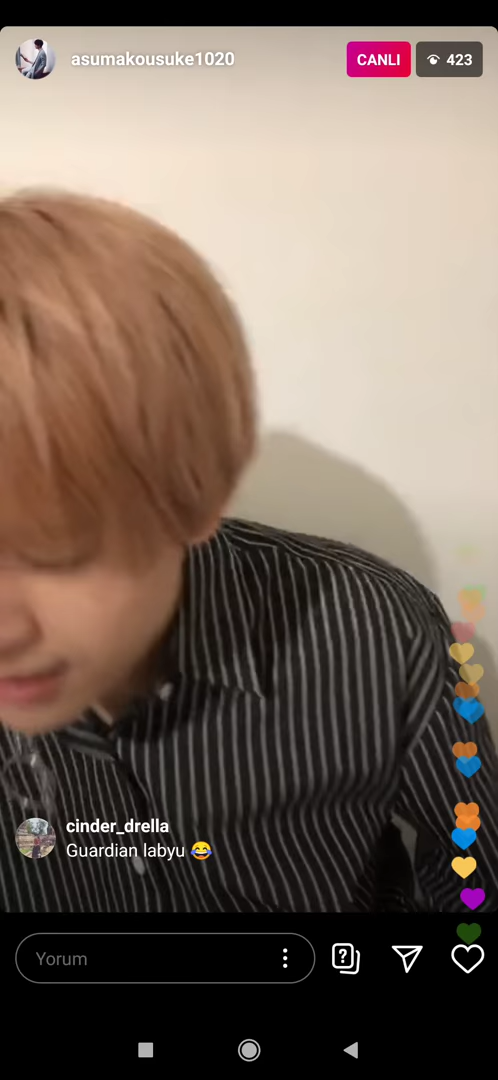 asumakousuke1020
CANLI
423
cinder_drella
Guardian labyu 😂
Yorum